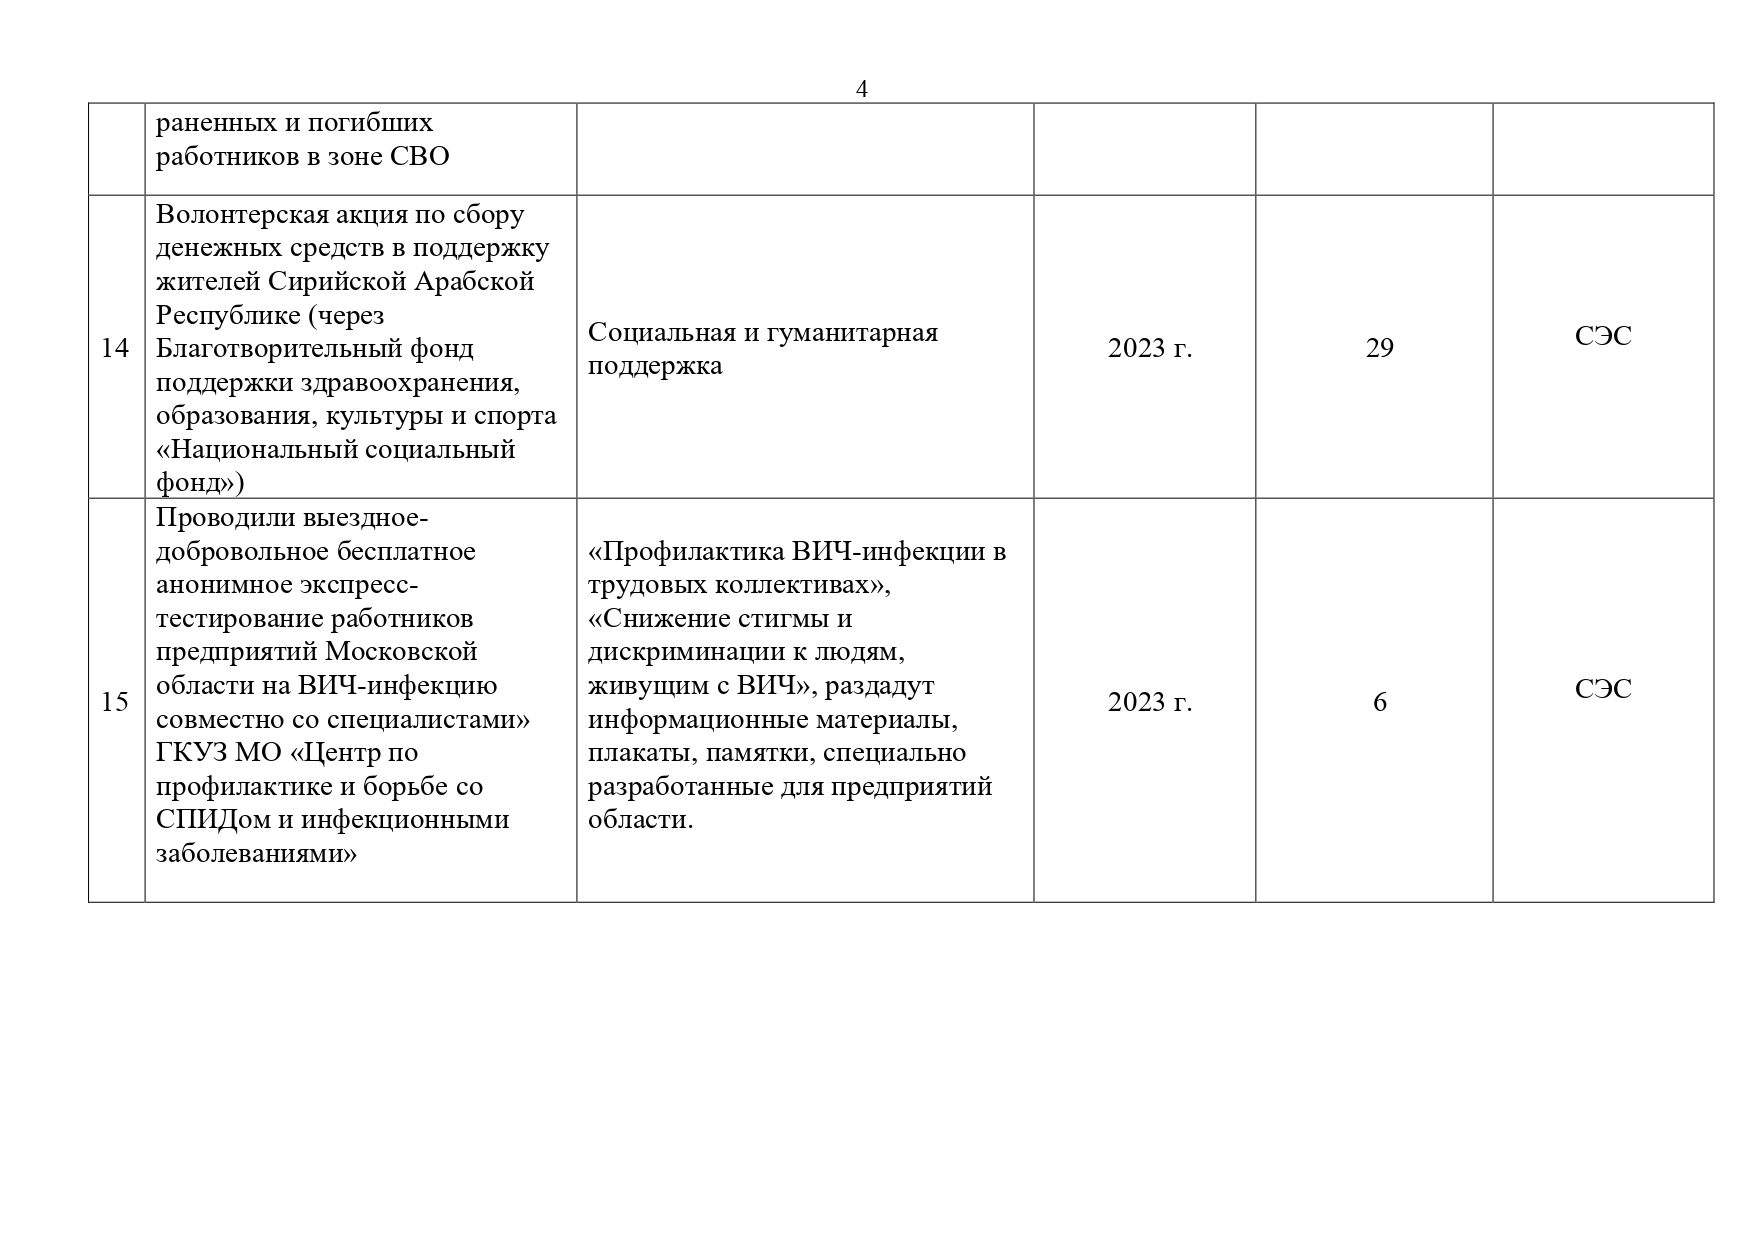 4
раненных и погибших
работников в зоне СВО
14
Волонтерская акция по сбору
денежных средств в поддержку
жителей Сирийской Арабской
Республике (через
Благотворительный фонд
поддержки здравоохранения,
образования, культуры и спорта
«Национальный социальный
фонд»)
Социальная и гуманитарная
поддержка
2023 г.
29
СЭС
15
Проводили выездное-
добровольное бесплатное
анонимное экспресс-
тестирование работников
предприятий Московской
области на ВИЧ-инфекцию
совместно со специалистами»
ГКУЗ МО «Центр по
профилактике и борьбе со
СПИДом и инфекционными
заболеваниями»
«Профилактика ВИЧ-инфекции в
трудовых коллективах»,
«Снижение стигмы и
дискриминации к людям,
живущим с ВИЧ», раздадут
информационные материалы,
плакаты, памятки, специально
разработанные для предприятий
области.
2023 г.
6
СЭС